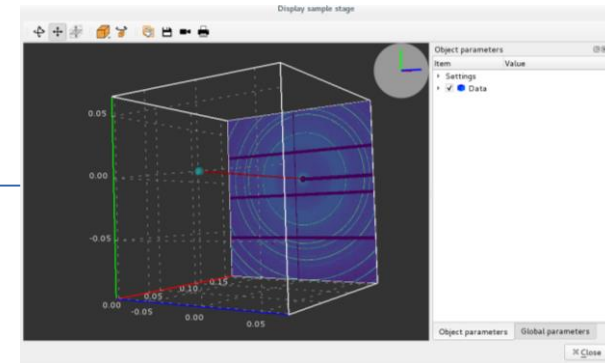 Display sample stage
Object parameters
Item Value
Settings
Data
0.05
0.00
-0.05
0.00
0.05
0.10
0.15
-0.05
0.00
0.05
Object parameters Global parameters
Close